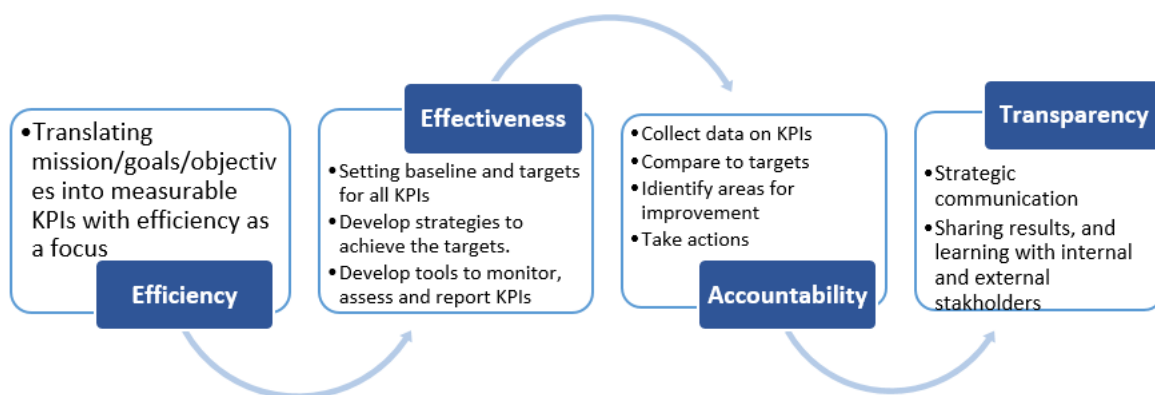 •Translating
mission/goals/objectiv
es into measurable
KPIs with efficiency as
a focus
Efficiency
Effectiveness
•Setting baseline and targets
for all KPIs
•Develop strategies to
achieve the targets.
•Develop tools to monitor,
assess and report KPIs
•Collect data on KPIs
•Compare to targets
•Iidentify areas for
improvement
•Take actions
Accountability
Transparency
•Strategic
communication
•Sharing results, and
learning with internal
and external
stakholders